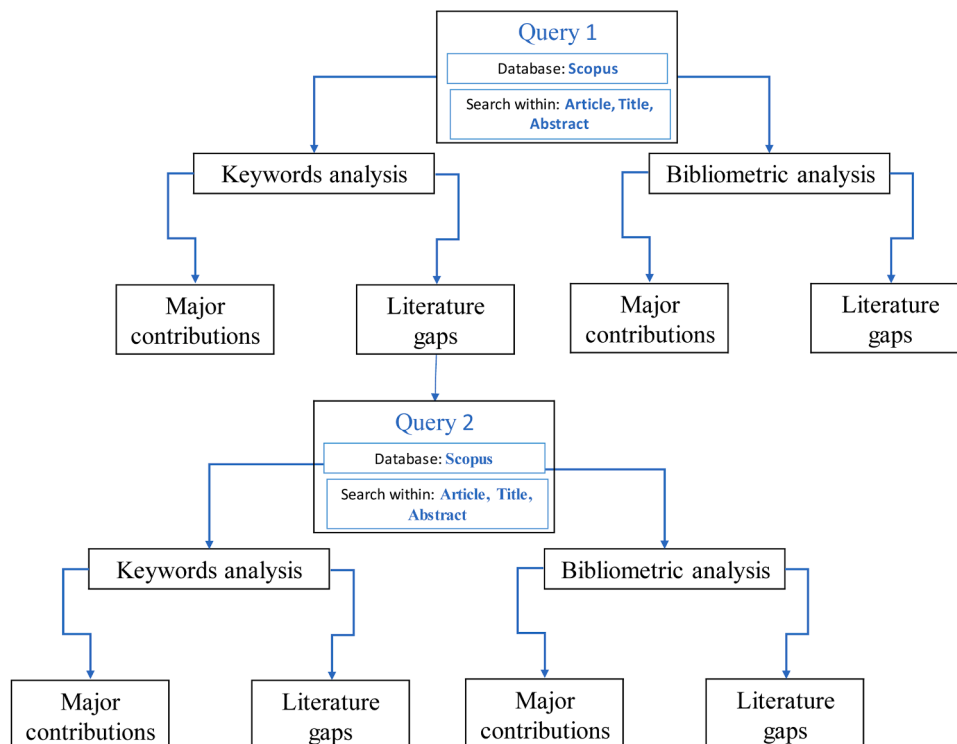 Query 1
Database: Scopus
Search within: Article, Title,
Abstract
Keywords analysis
Bibliometric analysis
Major
contributions
Literature
gaps
Major
contributions
Literature
gaps
Query 2
Database: Scopus
Search within: Article, Title,
Abstract
Keywords analysis
Bibliometric analysis
Major
contributions
Literature
gaps
Major
contributions
Literature
gaps